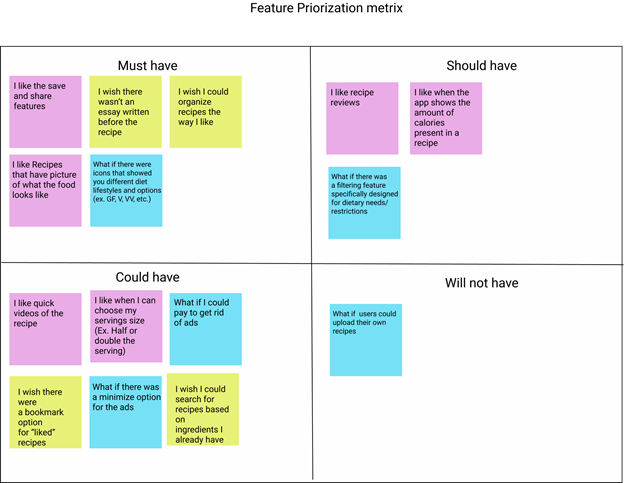 Feature Priorization metrix
Must have
I like the save
and share
features
I wish there
wasn't an
essay written
before the
recipe
I wish I could
organize
recipes the
way I like
I like Recipes
that have picture
of what the food
looks like
What if there were
icons that showed
you different diet
lifestyles and options
(ex. GF, V, VV, etc.)
Should have
I like recipe
reviews
I like when the
app shows the
amount of
calories
present in a
recipe
What if there was
a filtering feature
specifically designed
for dietary needs/
restrictions
Could have
I like quick
videos of the
recipe
I like when I can
choose my
servings size
(Ex. Half or
double the
serving)
What if I could
pay to get rid
of ads
I wish there
were
a bookmark
option
for “liked”
recipes
What if there was
a minimize option
for the ads
I wish I could
search for
recipes based
on
ingredients I
already have
Will not have
What if  users could
upload their own
recipes